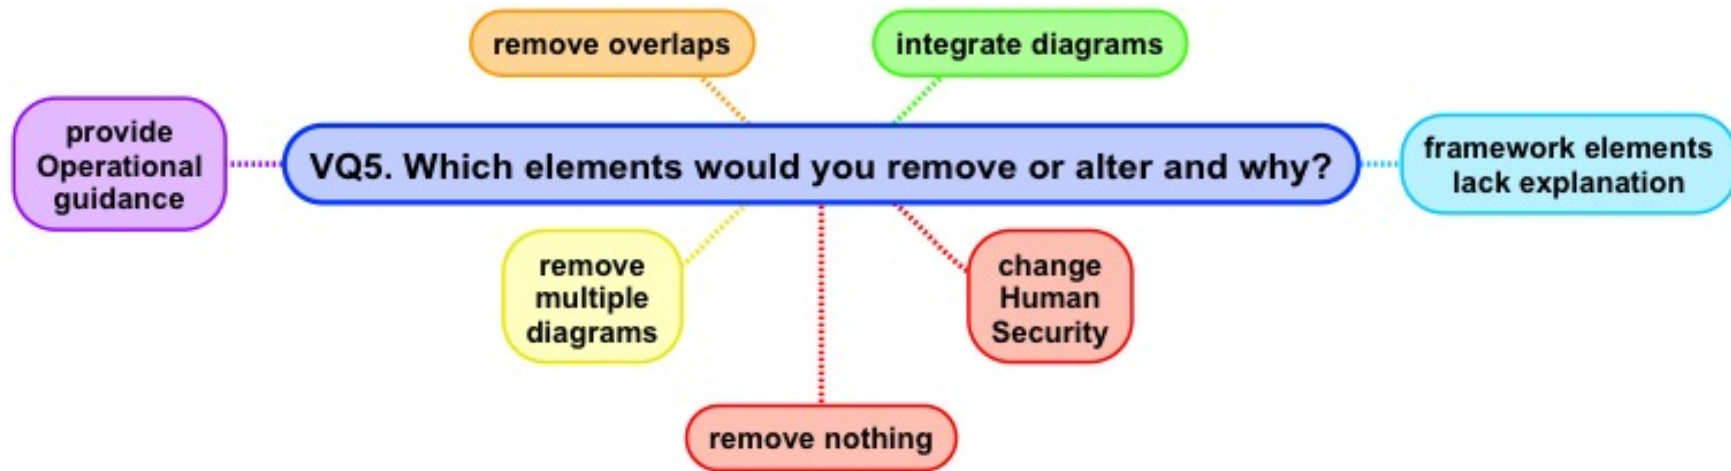 remove overlaps
integrate diagrams
provide
Operational
guidance
VQ5. Which elements would you remove or alter and why?
framework elements
lack explanation
remove
multiple
diagrams
change
Human
Security
remove nothing